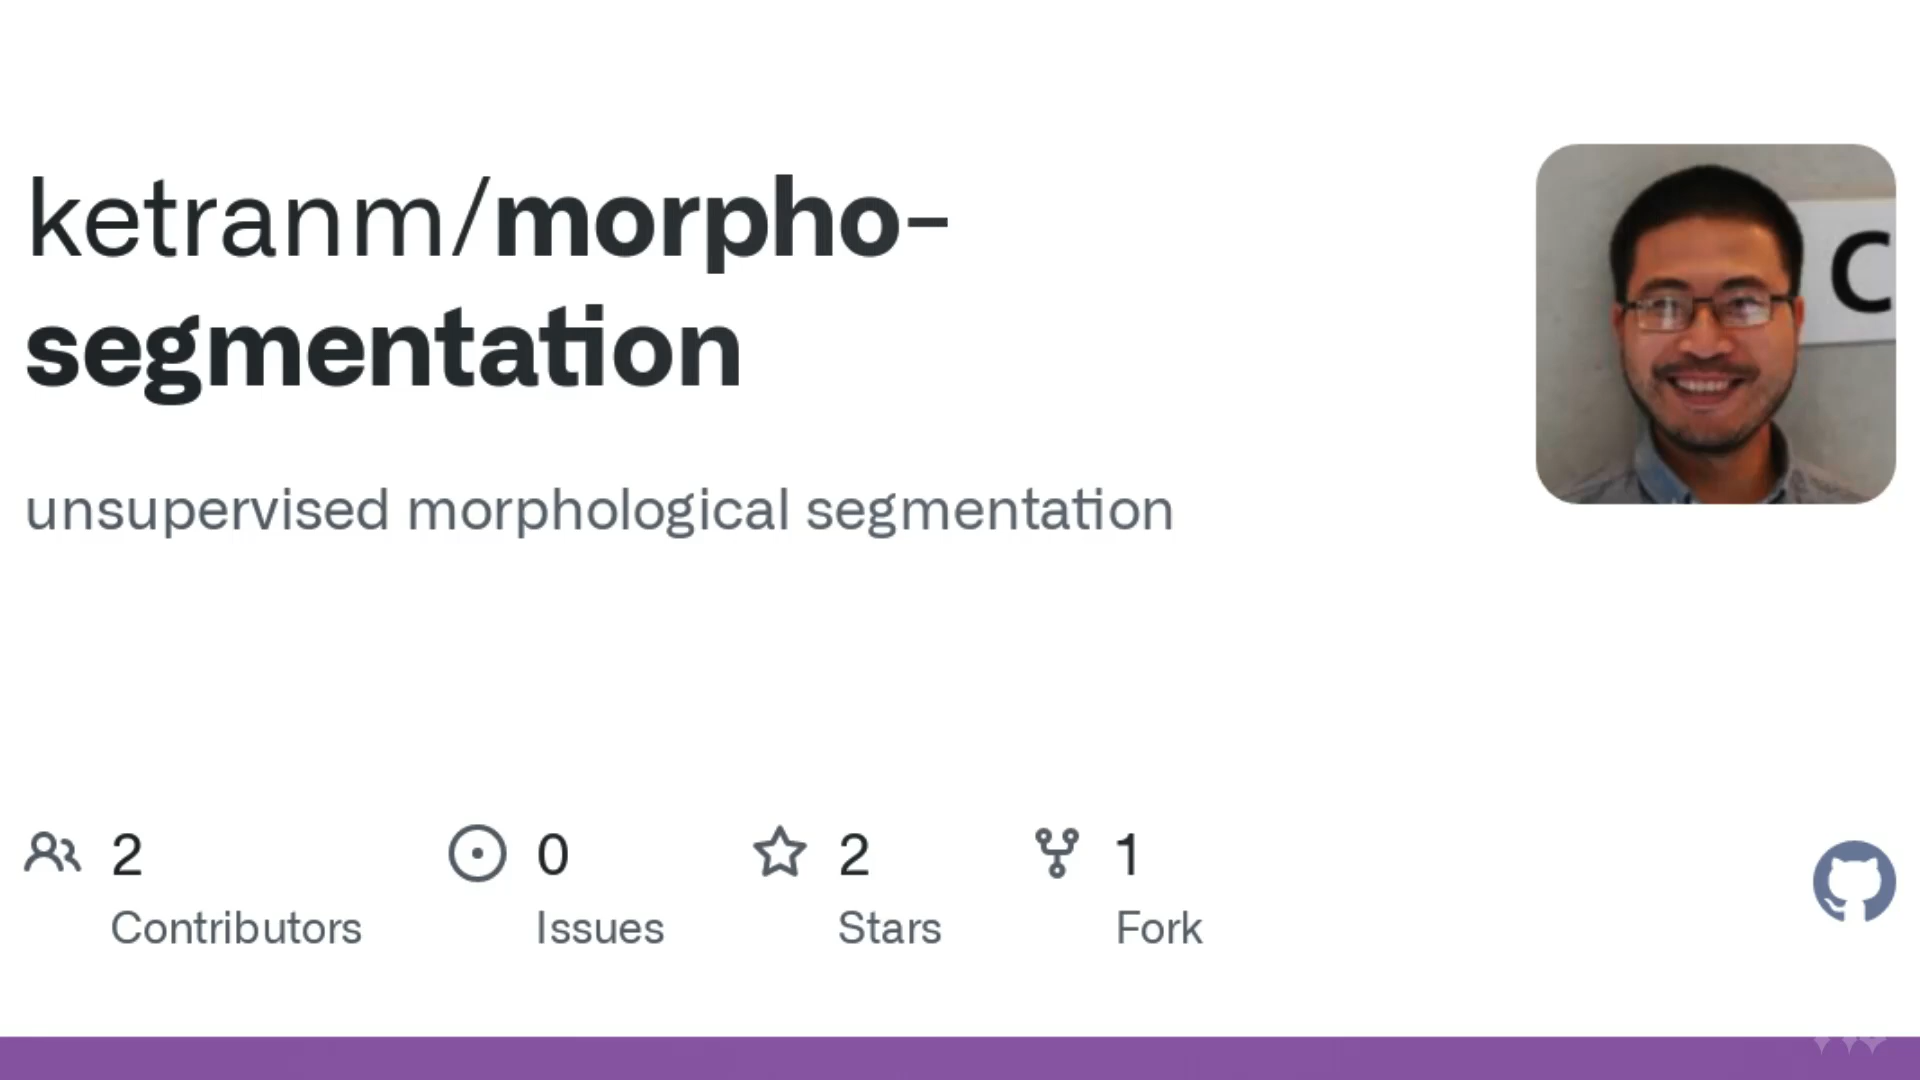 ketranm/morpho-
segmentation
C
unsupervised morphological segmentation
2
Contributors
0
Issues
2
Stars
1
Fork